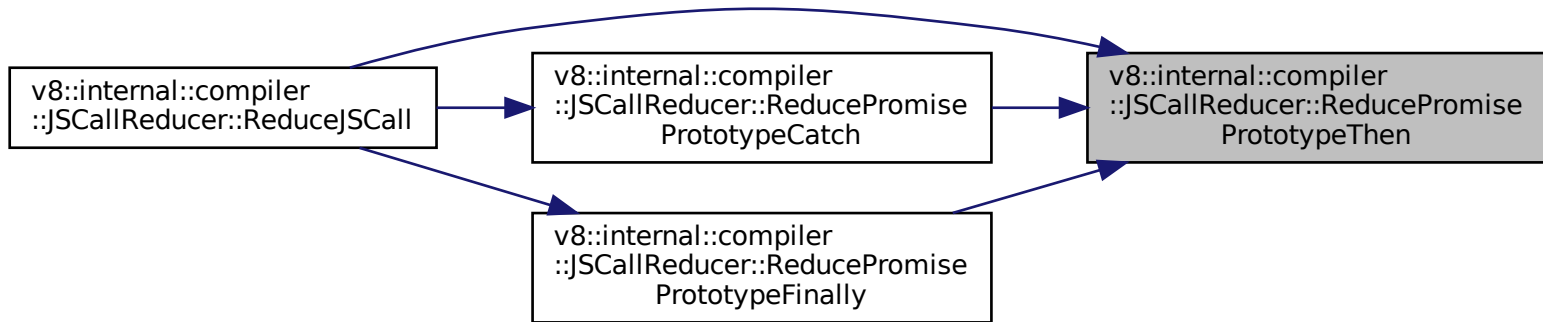 v8::internal::compiler
::JSCallReducer::ReduceJSCall
v8::internal::compiler
::JSCallReducer::ReducePromise
PrototypeCatch
v8::internal::compiler
::JSCallReducer::ReducePromise
PrototypeThen
v8::internal::compiler
::JSCallReducer::ReducePromise
PrototypeFinally